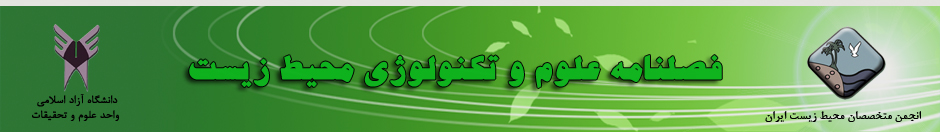 فصلنامه علوم و تکنولوژی محیط زیست
انجمن متخصصان محیط زیست ایران
دانشگاه آزاد اسلامی
واحد علوم و تحقیقات